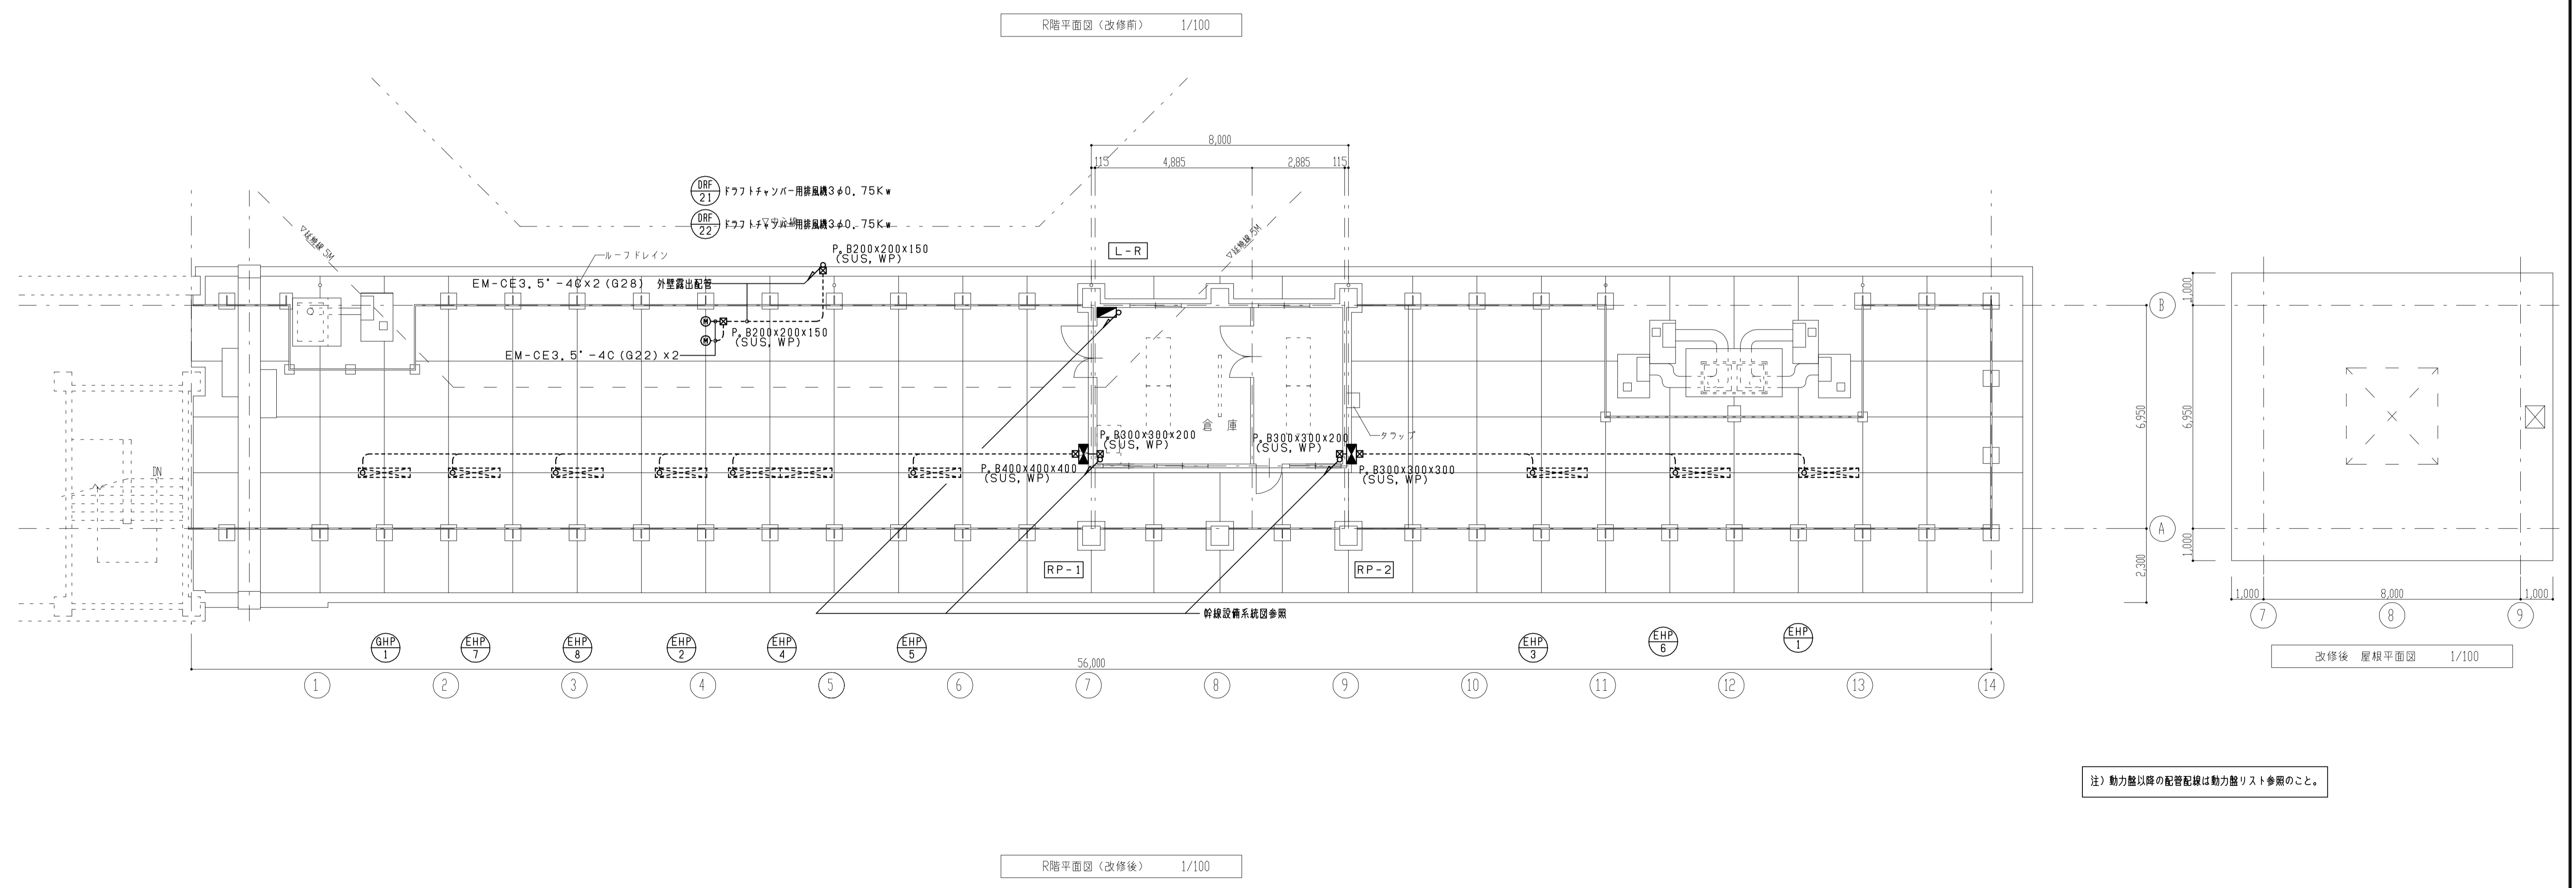 R階平面図（改修前） 1/100
8,000
115 4,885 2,885 115
DRF
21
ドラフトチャンバー用排風機3φ0.75Kw
DRF
22
ドラフトチャンバー用排風機3φ0.75Kw
▽延焼線 5M
▽延焼線 5M
ルーフドレイン
P.B200x200x150
(SUS, WP)
L-R
EM-CE3.5°-4Cx2 (G28) 外壁露出配管
M
M
P.B200x200x150
(SUS, WP)
EM-CE3.5°-4C (G22) x2
倉 庫
タラップ
DN
P.B300x300x200
(SUS, WP)
P.B300x300x200
(SUS, WP)
P.B400x400x400
(SUS, WP)
P.B300x300x300
(SUS, WP)
RP-1
RP-2
幹線設備系統図参照
GHP
1
EHP
7
EHP
8
EHP
2
EHP
4
EHP
5
EHP
3
EHP
6
EHP
1
56,000
1 2 3 4 5 6 7 8 9 10 11 12 13 14
B
A
6,950
2,300
1,000
6,950
1,000
1,000 8,000 1,000
7 8 9
改修後 屋根平面図 1/100
注）動力盤以降の配管配線は動力盤リスト参照のこと。
R階平面図（改修後） 1/100